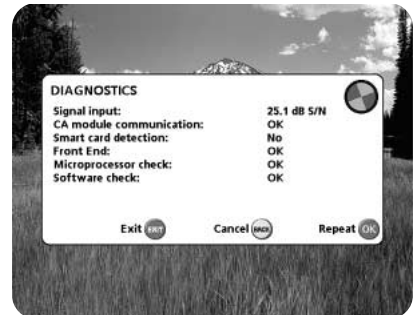 DIAGNOSTICS
Signal input: 25.1 dB S/N
CA module communication: OK
Smart card detection: No
Front End: OK
Microprocessor check: OK
Software check: OK
Exit EXIT Cancel BACK Repeat OK